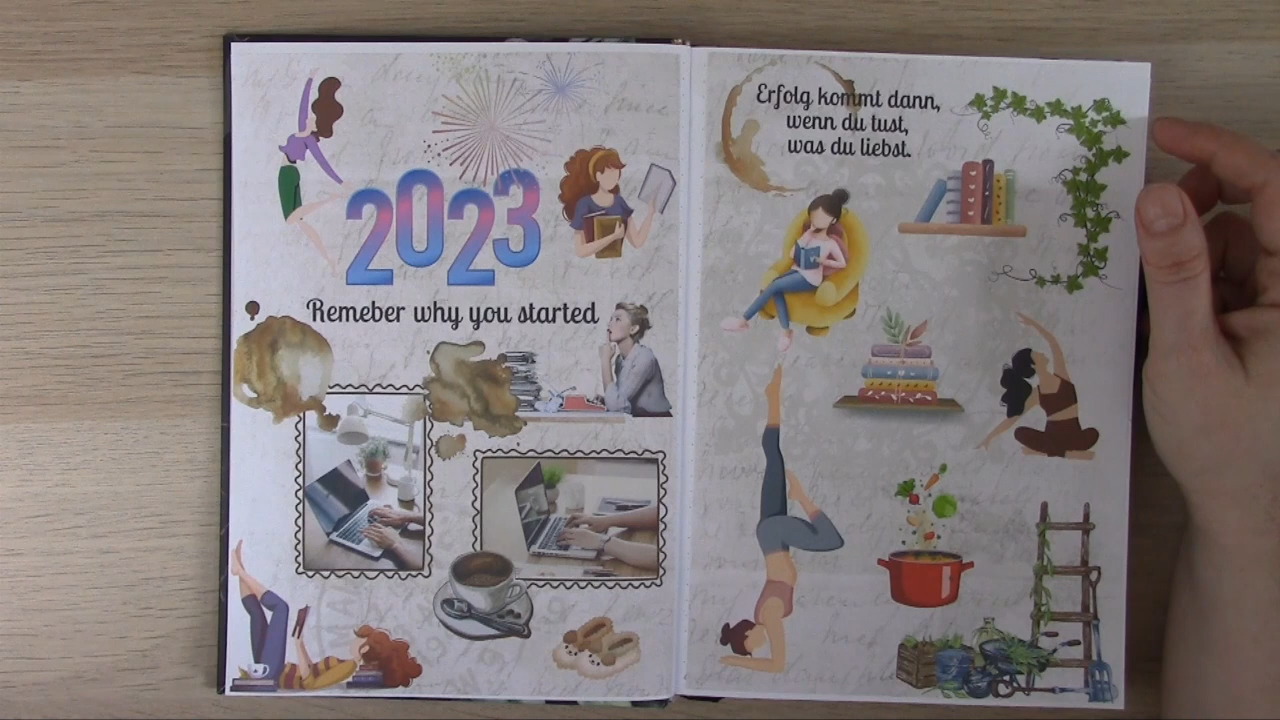 2023
Remeber why you started
Erfolg kommt dann,
wenn du tust,
was du liebst.